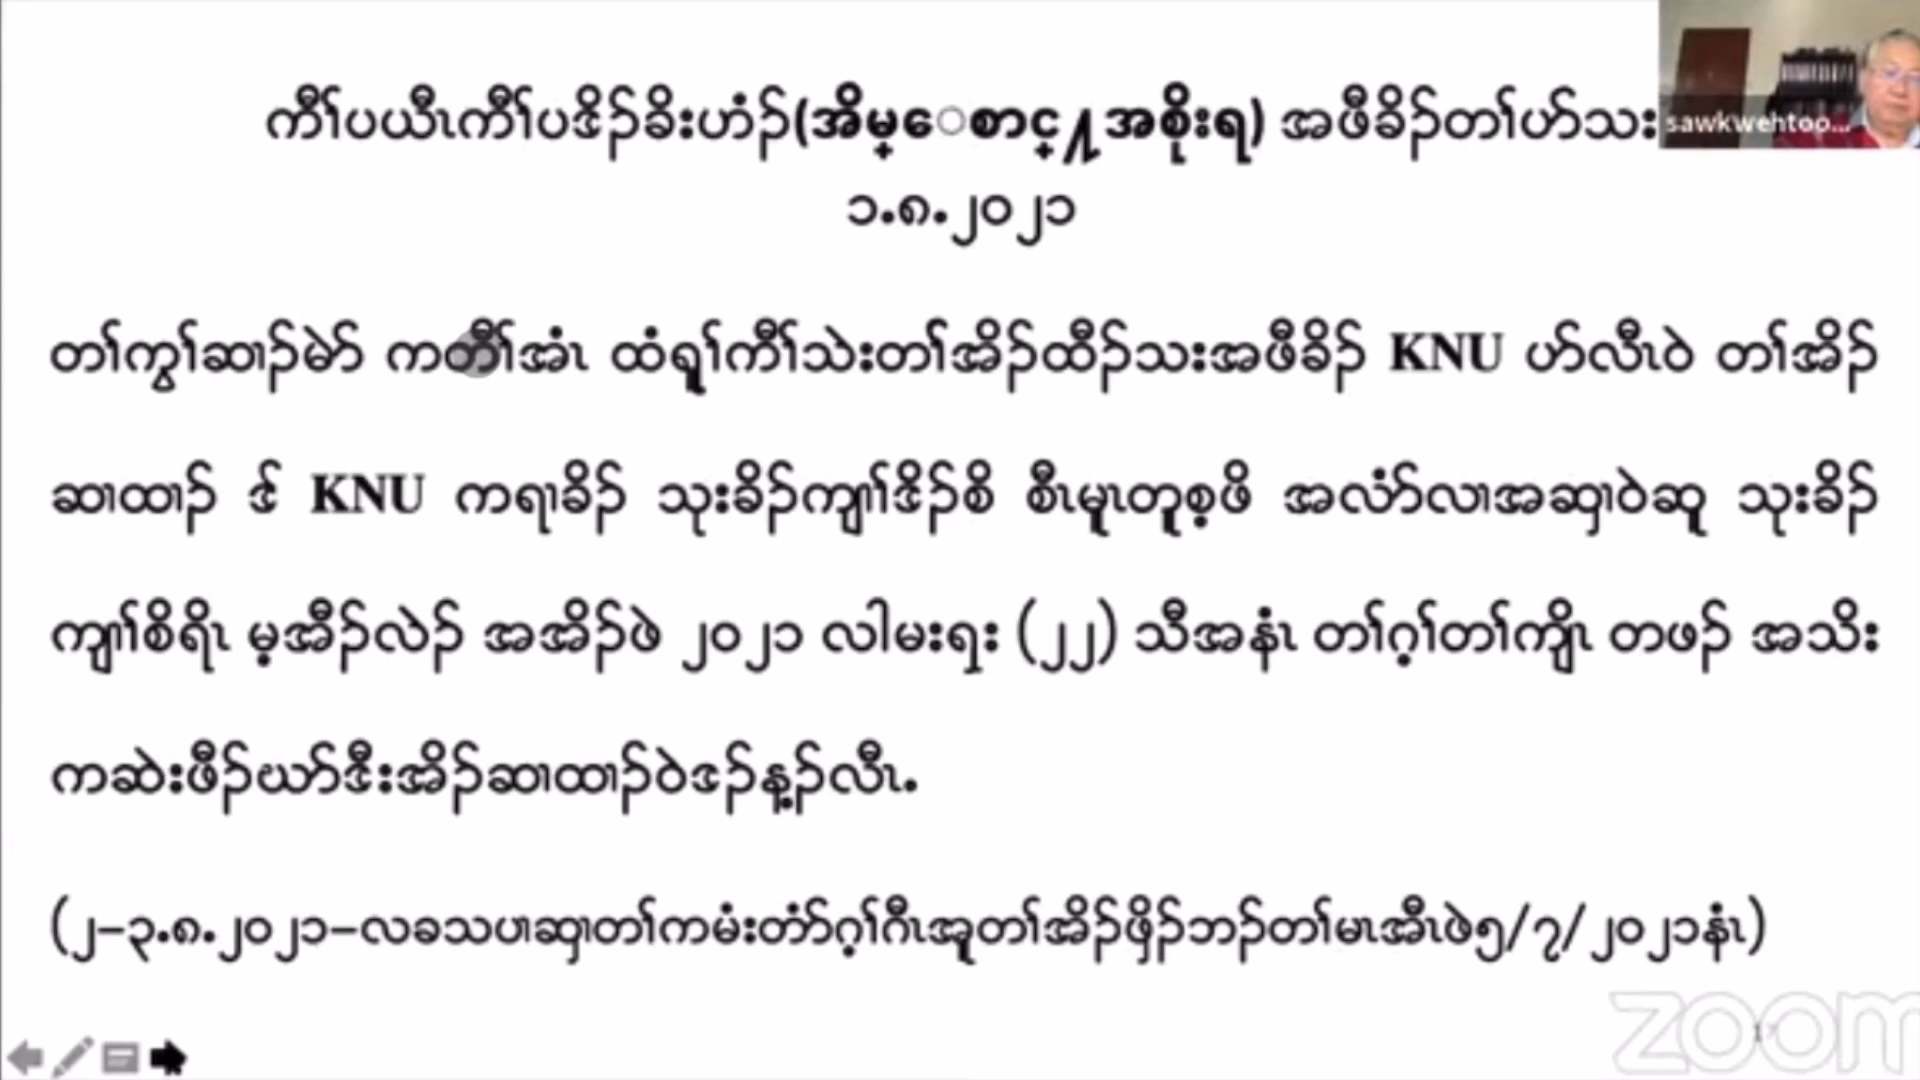 ကီၢ်ပယီၤကီၢ်ပဒိၣ်ခိးဟံၣ်(အိမ္ေစာင့္အစိုးရ) အဖီခိၣ်တၢ်ဟ်သး
၁.၈.၂၀၂၁
တၢ်ကွၢ်ဆၢၣ်မဲာ် ကတီၢ်အံၤ ထံရူၢ်ကီၢ်သဲးတၢ်အိၣ်ထီၣ်သးအဖီခိၣ် KNU ဟ်လီၤဝဲ တၢ်အိၣ်
ဆၢထၢၣ် ဒ် KNU ကရၢခိၣ် သုးခိၣ်ကျၢၢ်ဒိၣ်စိ စီၤမူၤတူစ့ဖိ အလံာ်လၢအဆှၢဝဲဆူ သုးခိၣ်
ကျၢၢ်စိရိၤ မ့အီၣ်လဲၣ် အအိၣ်ဖဲ ၂၀၂၁ လါမးရှး (၂၂) သီအနံၤ တၢ်ဂ့ၢ်တၢ်ကျိၤ တဖၣ် အသိး
ကဆဲးဖီၣ်ဃာ်ဒီးအိၣ်ဆၢထၢၣ်ဝဲဒၣ်န့ၣ်လီၤ.
(၂-၃.၈.၂၀၂၁-လခသပၢဆှၢတၢ်ကမံးတံာ်ဂ့ၢ်ဂီၤအူတၢ်အိၣ်ဖှိၣ်ဘၣ်တၢ်မၤအီၤဖဲ၅/၇/၂၀၂၁နံၤ)
sawkwehtoo...
zoom